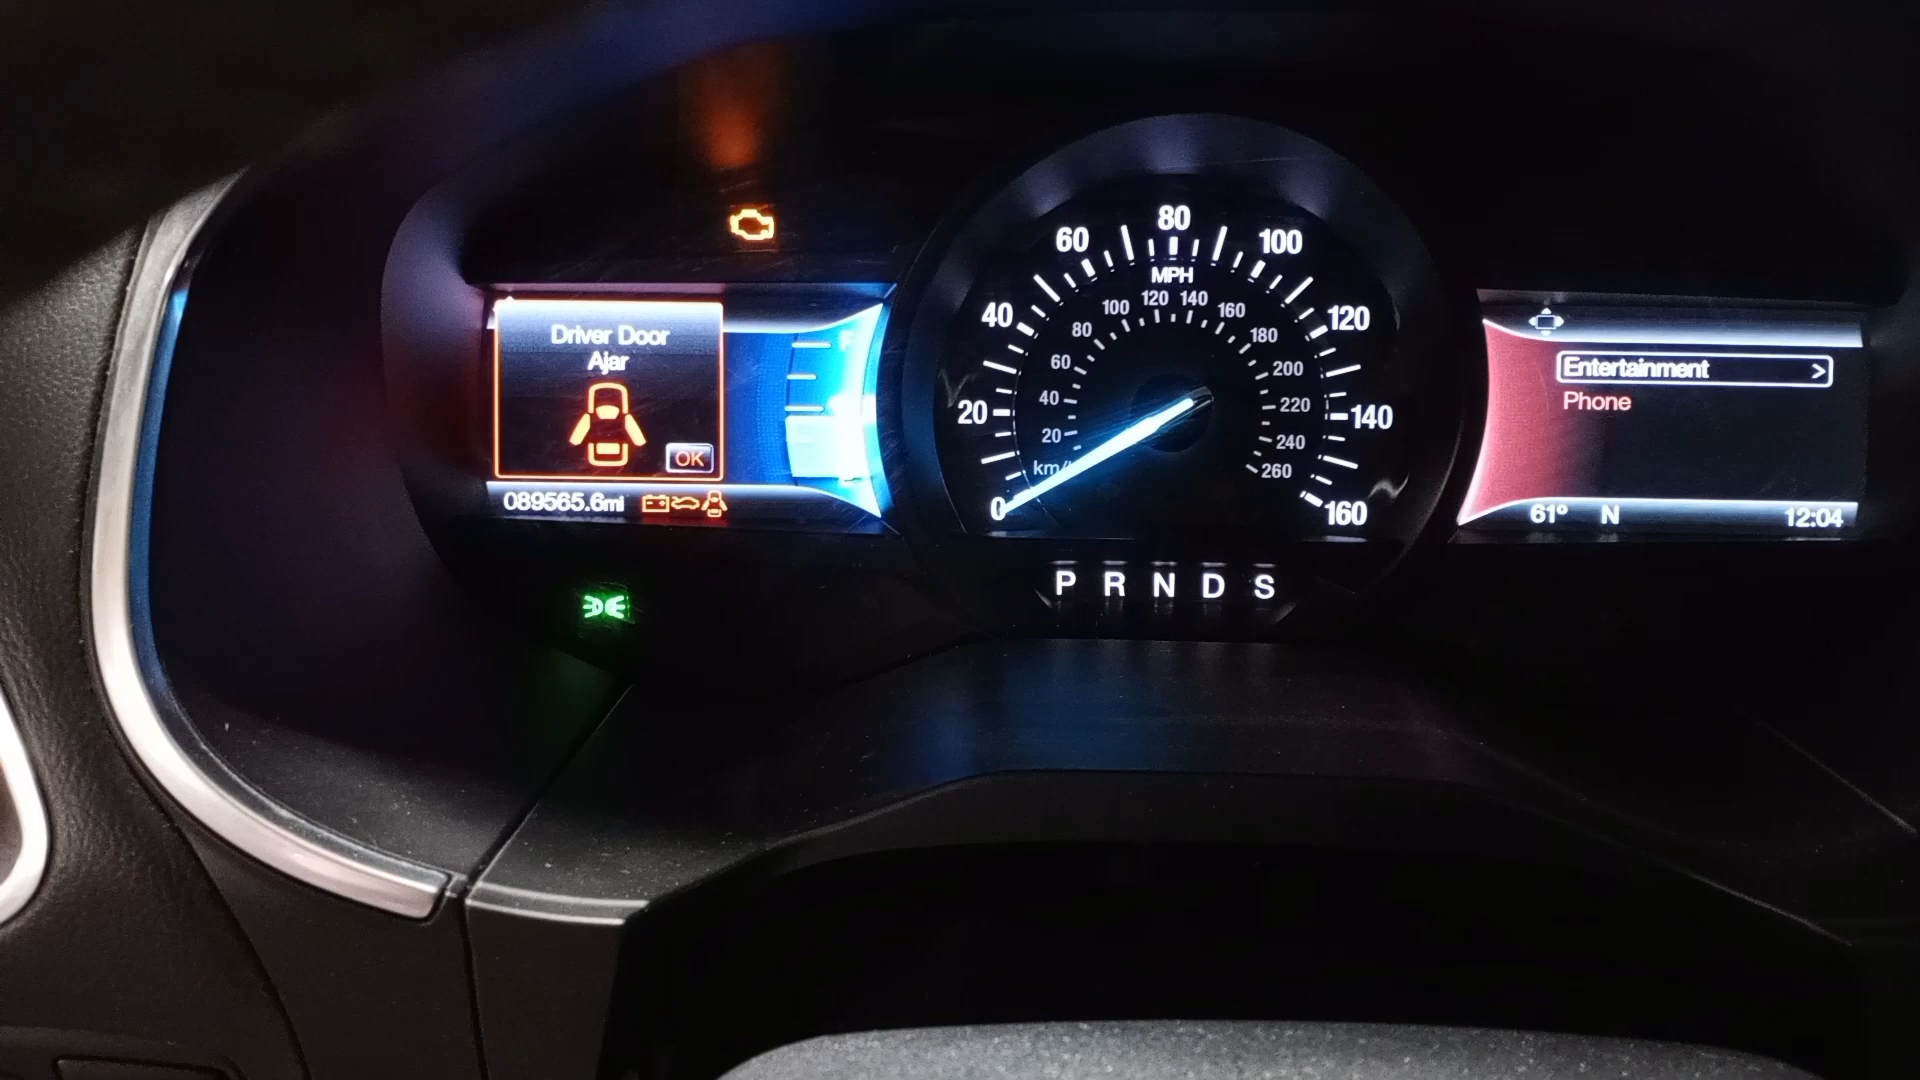 Driver Door
Ajar
OK
089565.6mi
0
20
40
60
80
100
120
140
160
MPH
20
40
60
80
100
120
140
160
180
200
220
240
260
km/
P R N D S
Entertainment >
Phone
61° N 12:04